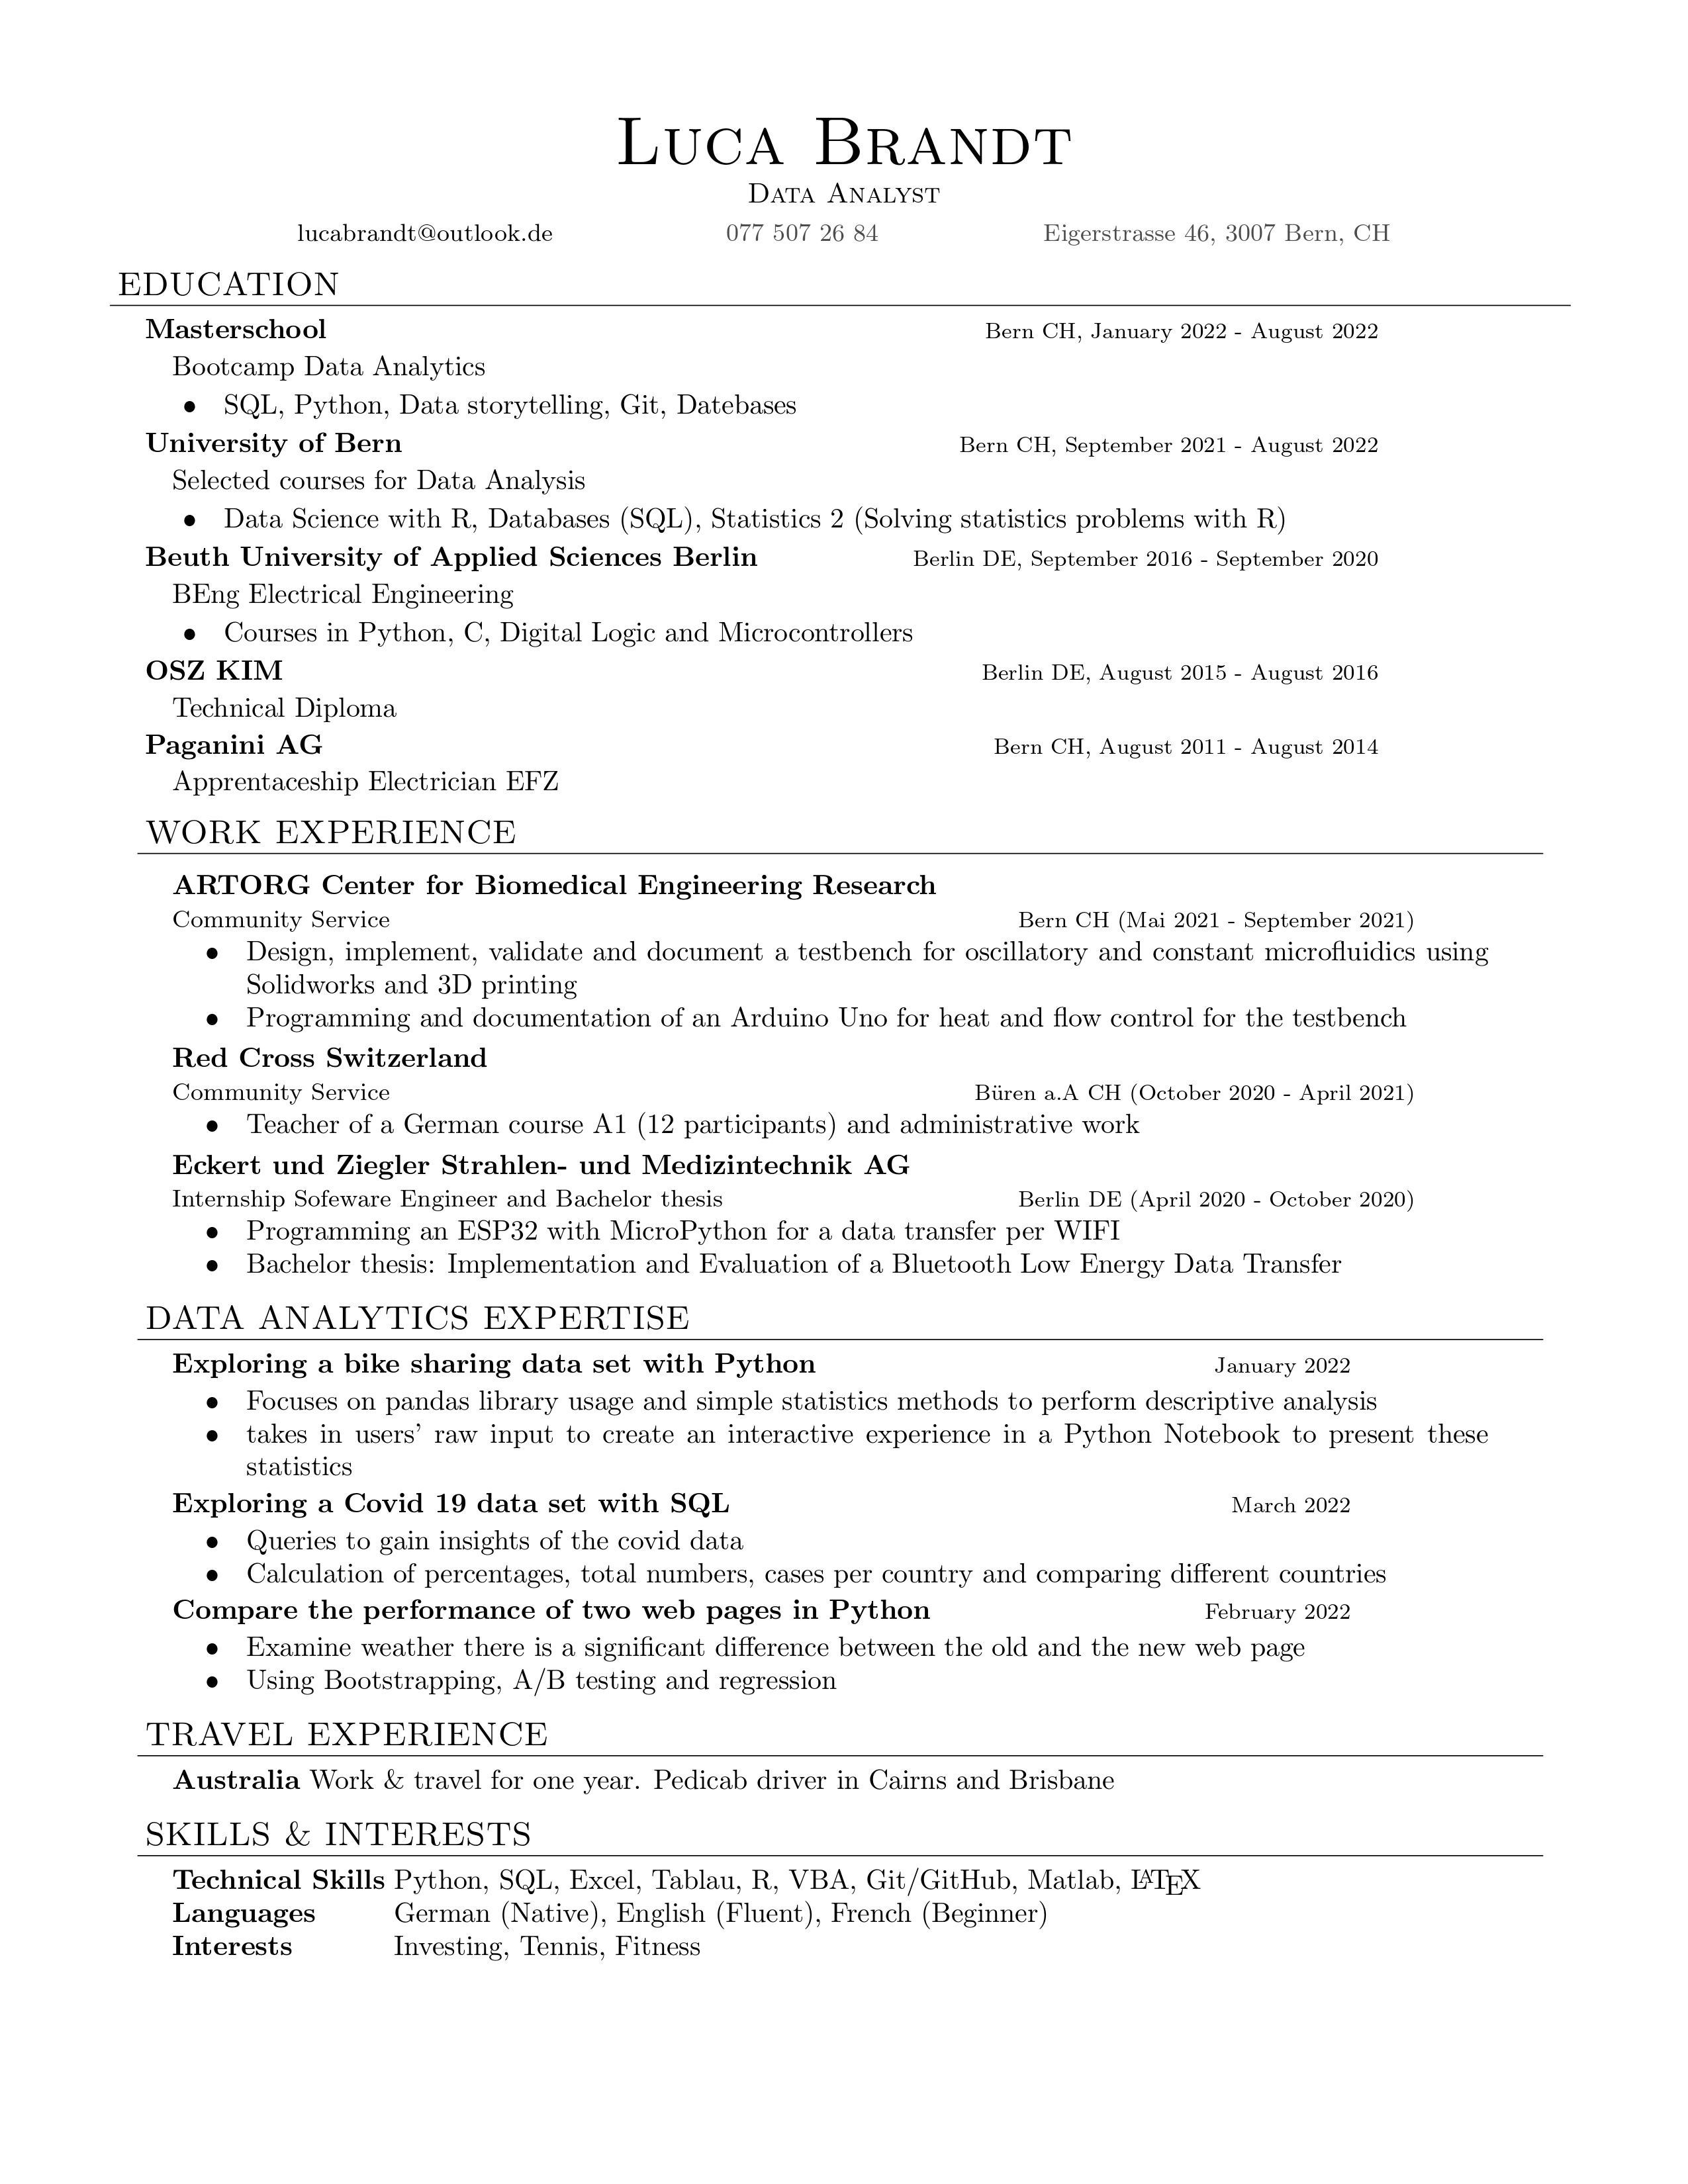 Luca Brandt
Data Analyst
lucabrandt@outlook.de 077 507 26 84 Eigerstrasse 46, 3007 Bern, CH
EDUCATION
Masterschool Bern CH, January 2022 - August 2022
Bootcamp Data Analytics
• SQL, Python, Data storytelling, Git, Datebases
University of Bern Bern CH, September 2021 - August 2022
Selected courses for Data Analysis
• Data Science with R, Databases (SQL), Statistics 2 (Solving statistics problems with R)
Beuth University of Applied Sciences Berlin Berlin DE, September 2016 - September 2020
BEng Electrical Engineering
• Courses in Python, C, Digital Logic and Microcontrollers
OSZ KIM Berlin DE, August 2015 - August 2016
Technical Diploma
Paganini AG Bern CH, August 2011 - August 2014
Apprentaceship Electrician EFZ
WORK EXPERIENCE
ARTORG Center for Biomedical Engineering Research
Community Service Bern CH (Mai 2021 - September 2021)
• Design, implement, validate and document a testbench for oscillatory and constant microfluidics using
Solidworks and 3D printing
• Programming and documentation of an Arduino Uno for heat and flow control for the testbench
Red Cross Switzerland
Community Service Büren a.A CH (October 2020 - April 2021)
• Teacher of a German course A1 (12 participants) and administrative work
Eckert und Ziegler Strahlen- und Medizintechnik AG
Internship Sofeware Engineer and Bachelor thesis Berlin DE (April 2020 - October 2020)
• Programming an ESP32 with MicroPython for a data transfer per WIFI
• Bachelor thesis: Implementation and Evaluation of a Bluetooth Low Energy Data Transfer
DATA ANALYTICS EXPERTISE
Exploring a bike sharing data set with Python January 2022
• Focuses on pandas library usage and simple statistics methods to perform descriptive analysis
• takes in users' raw input to create an interactive experience in a Python Notebook to present these
statistics
Exploring a Covid 19 data set with SQL March 2022
• Queries to gain insights of the covid data
• Calculation of percentages, total numbers, cases per country and comparing different countries
Compare the performance of two web pages in Python February 2022
• Examine weather there is a significant difference between the old and the new web page
• Using Bootstrapping, A/B testing and regression
TRAVEL EXPERIENCE
Australia Work & travel for one year. Pedicab driver in Cairns and Brisbane
SKILLS & INTERESTS
Technical Skills Python, SQL, Excel, Tablau, R, VBA, Git/GitHub, Matlab, LATEX
Languages German (Native), English (Fluent), French (Beginner)
Interests Investing, Tennis, Fitness